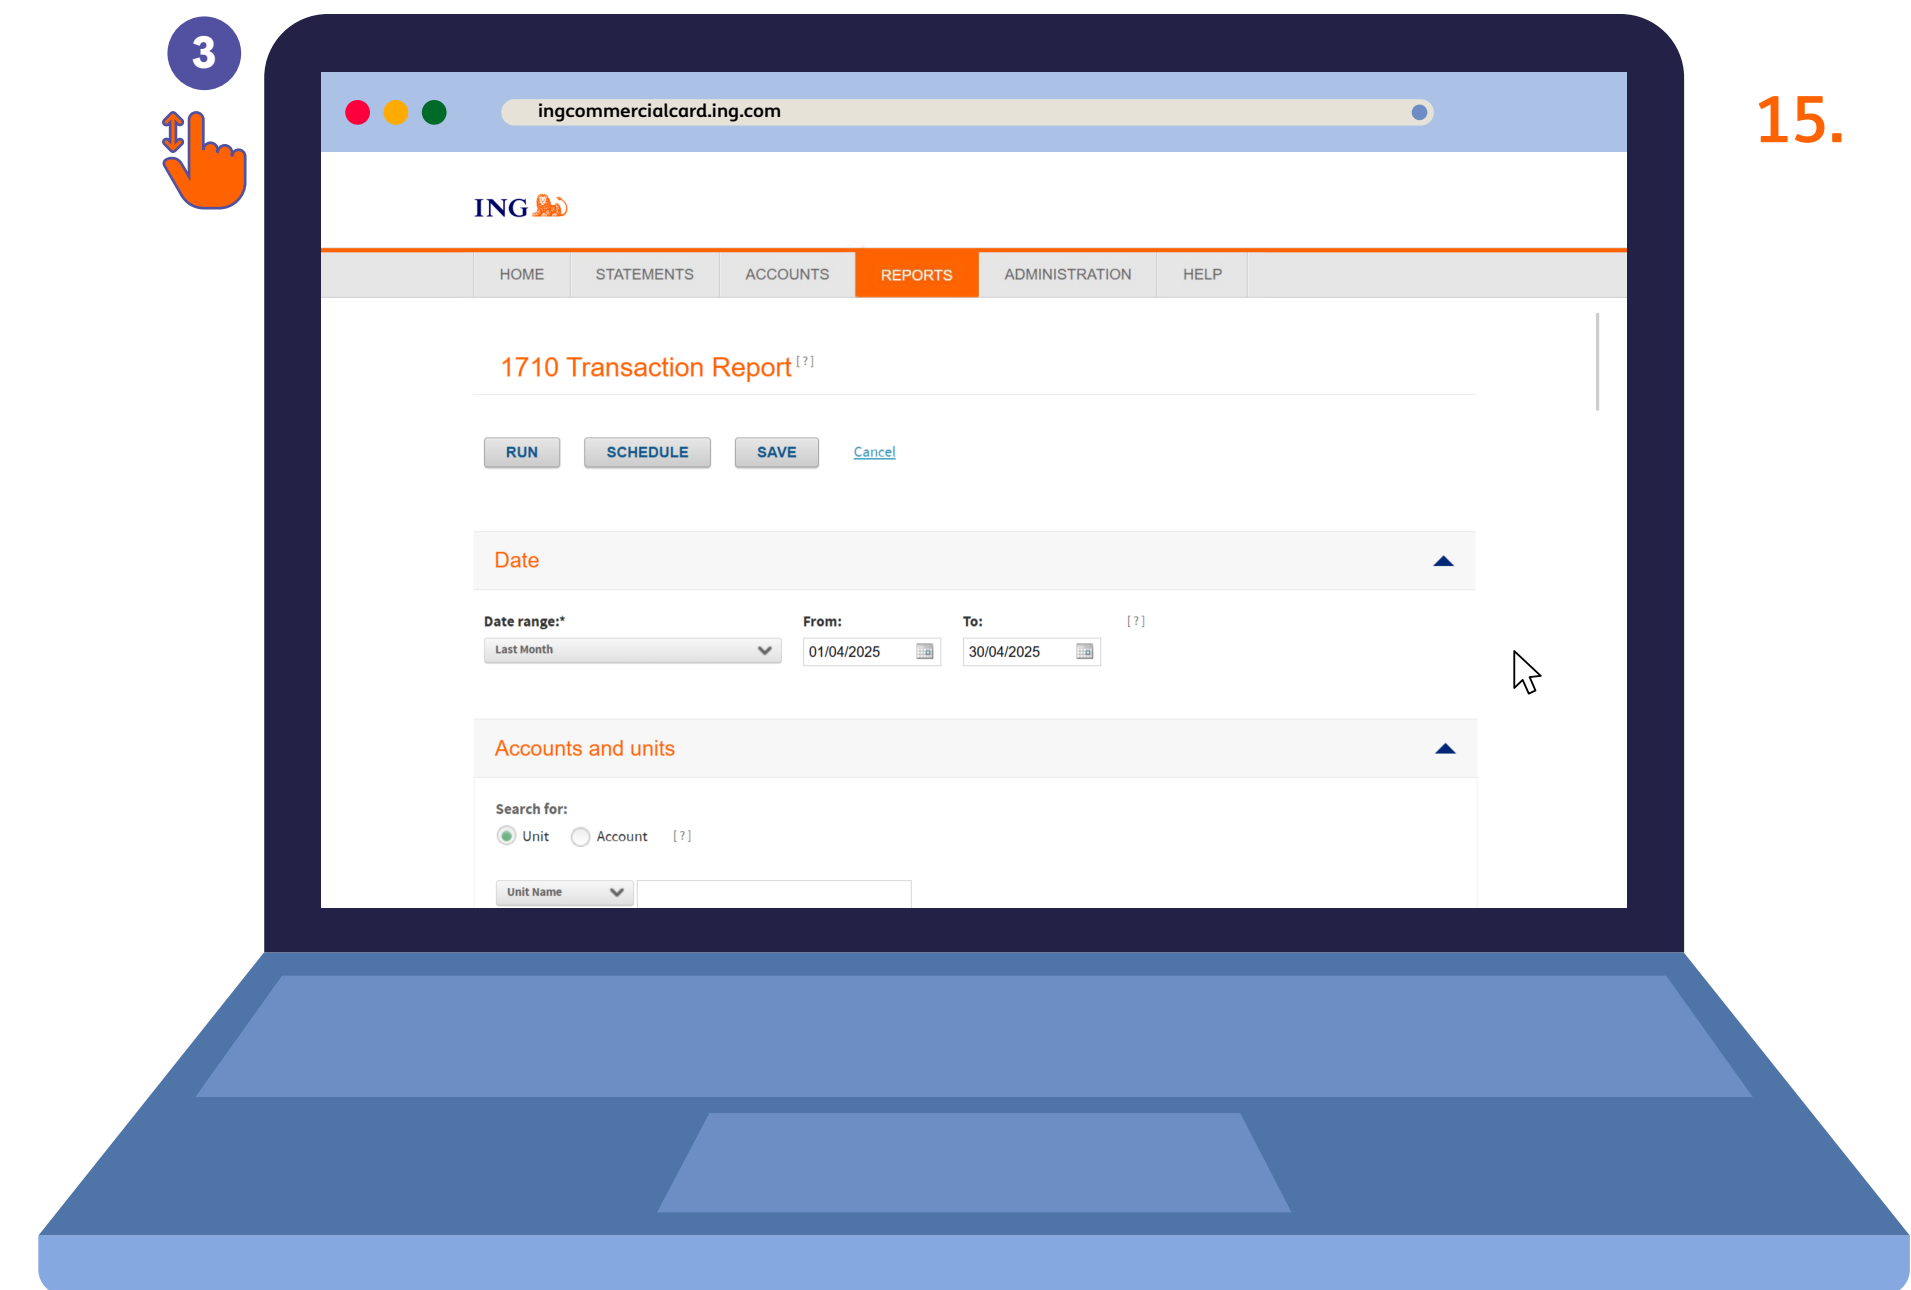 3
15.
ingcommercialcard.ing.com
ING
HOME STATEMENTS ACCOUNTS REPORTS ADMINISTRATION HELP
1710 Transaction Report [?]
RUN SCHEDULE SAVE Cancel
Date
Date range:* From: To: [?]
Last Month 01/04/2025 30/04/2025
Accounts and units
Search for:
Unit Account [?]
Unit Name